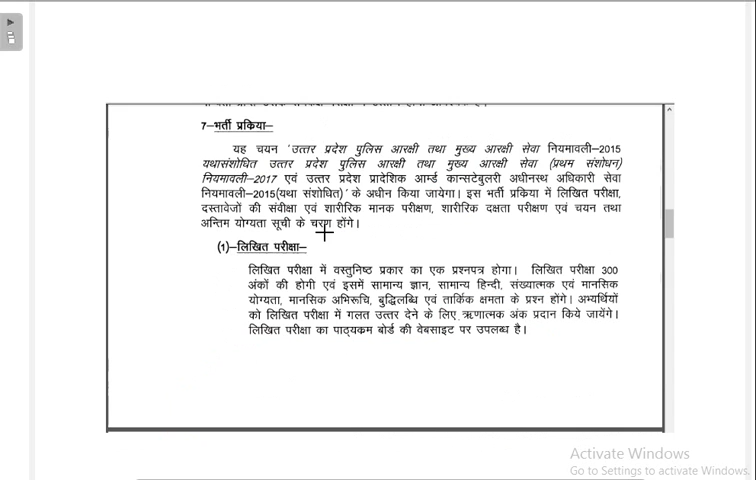 7–भर्ती प्रकिया–
यह चयन 'उत्तर प्रदेश पुलिस आरक्षी तथा मुख्य आरक्षी सेवा नियमावली–2015
यथासंशोधित उत्तर प्रदेश पुलिस आरक्षी तथा मुख्य आरक्षी सेवा (प्रथम संशोधन)
नियमावली–2017 एवं उत्तर प्रदेश प्रादेशिक आर्म्ड कान्सटेबुलरी अधीनस्थ अधिकारी सेवा
नियमावली–2015(यथा संशोधित)' के अधीन किया जायेगा। इस भर्ती प्रकिया में लिखित परीक्षा,
दस्तावेजों की संवीक्षा एवं शारीरिक मानक परीक्षण, शारीरिक दक्षता परीक्षण एवं चयन तथा
अन्तिम योग्यता सूची के चरण होंगे।
(1)–लिखित परीक्षा–
लिखित परीक्षा में वस्तुनिष्ठ प्रकार का एक प्रश्नपत्र होगा। लिखित परीक्षा 300
अंकों की होगी एवं इसमें सामान्य ज्ञान, सामान्य हिन्दी, संख्यात्मक एवं मानसिक
योग्यता, मानसिक अभिरूचि, बुद्धिलब्धि एवं तार्किक क्षमता के प्रश्न होंगे। अभ्यर्थियों
को लिखित परीक्षा में गलत उत्तर देने के लिए ऋणात्मक अंक प्रदान किये जायेंगे।
लिखित परीक्षा का पाठ्यकम बोर्ड की वेबसाइट पर उपलब्ध है।
Activate Windows
Go to Settings to activate Windows.